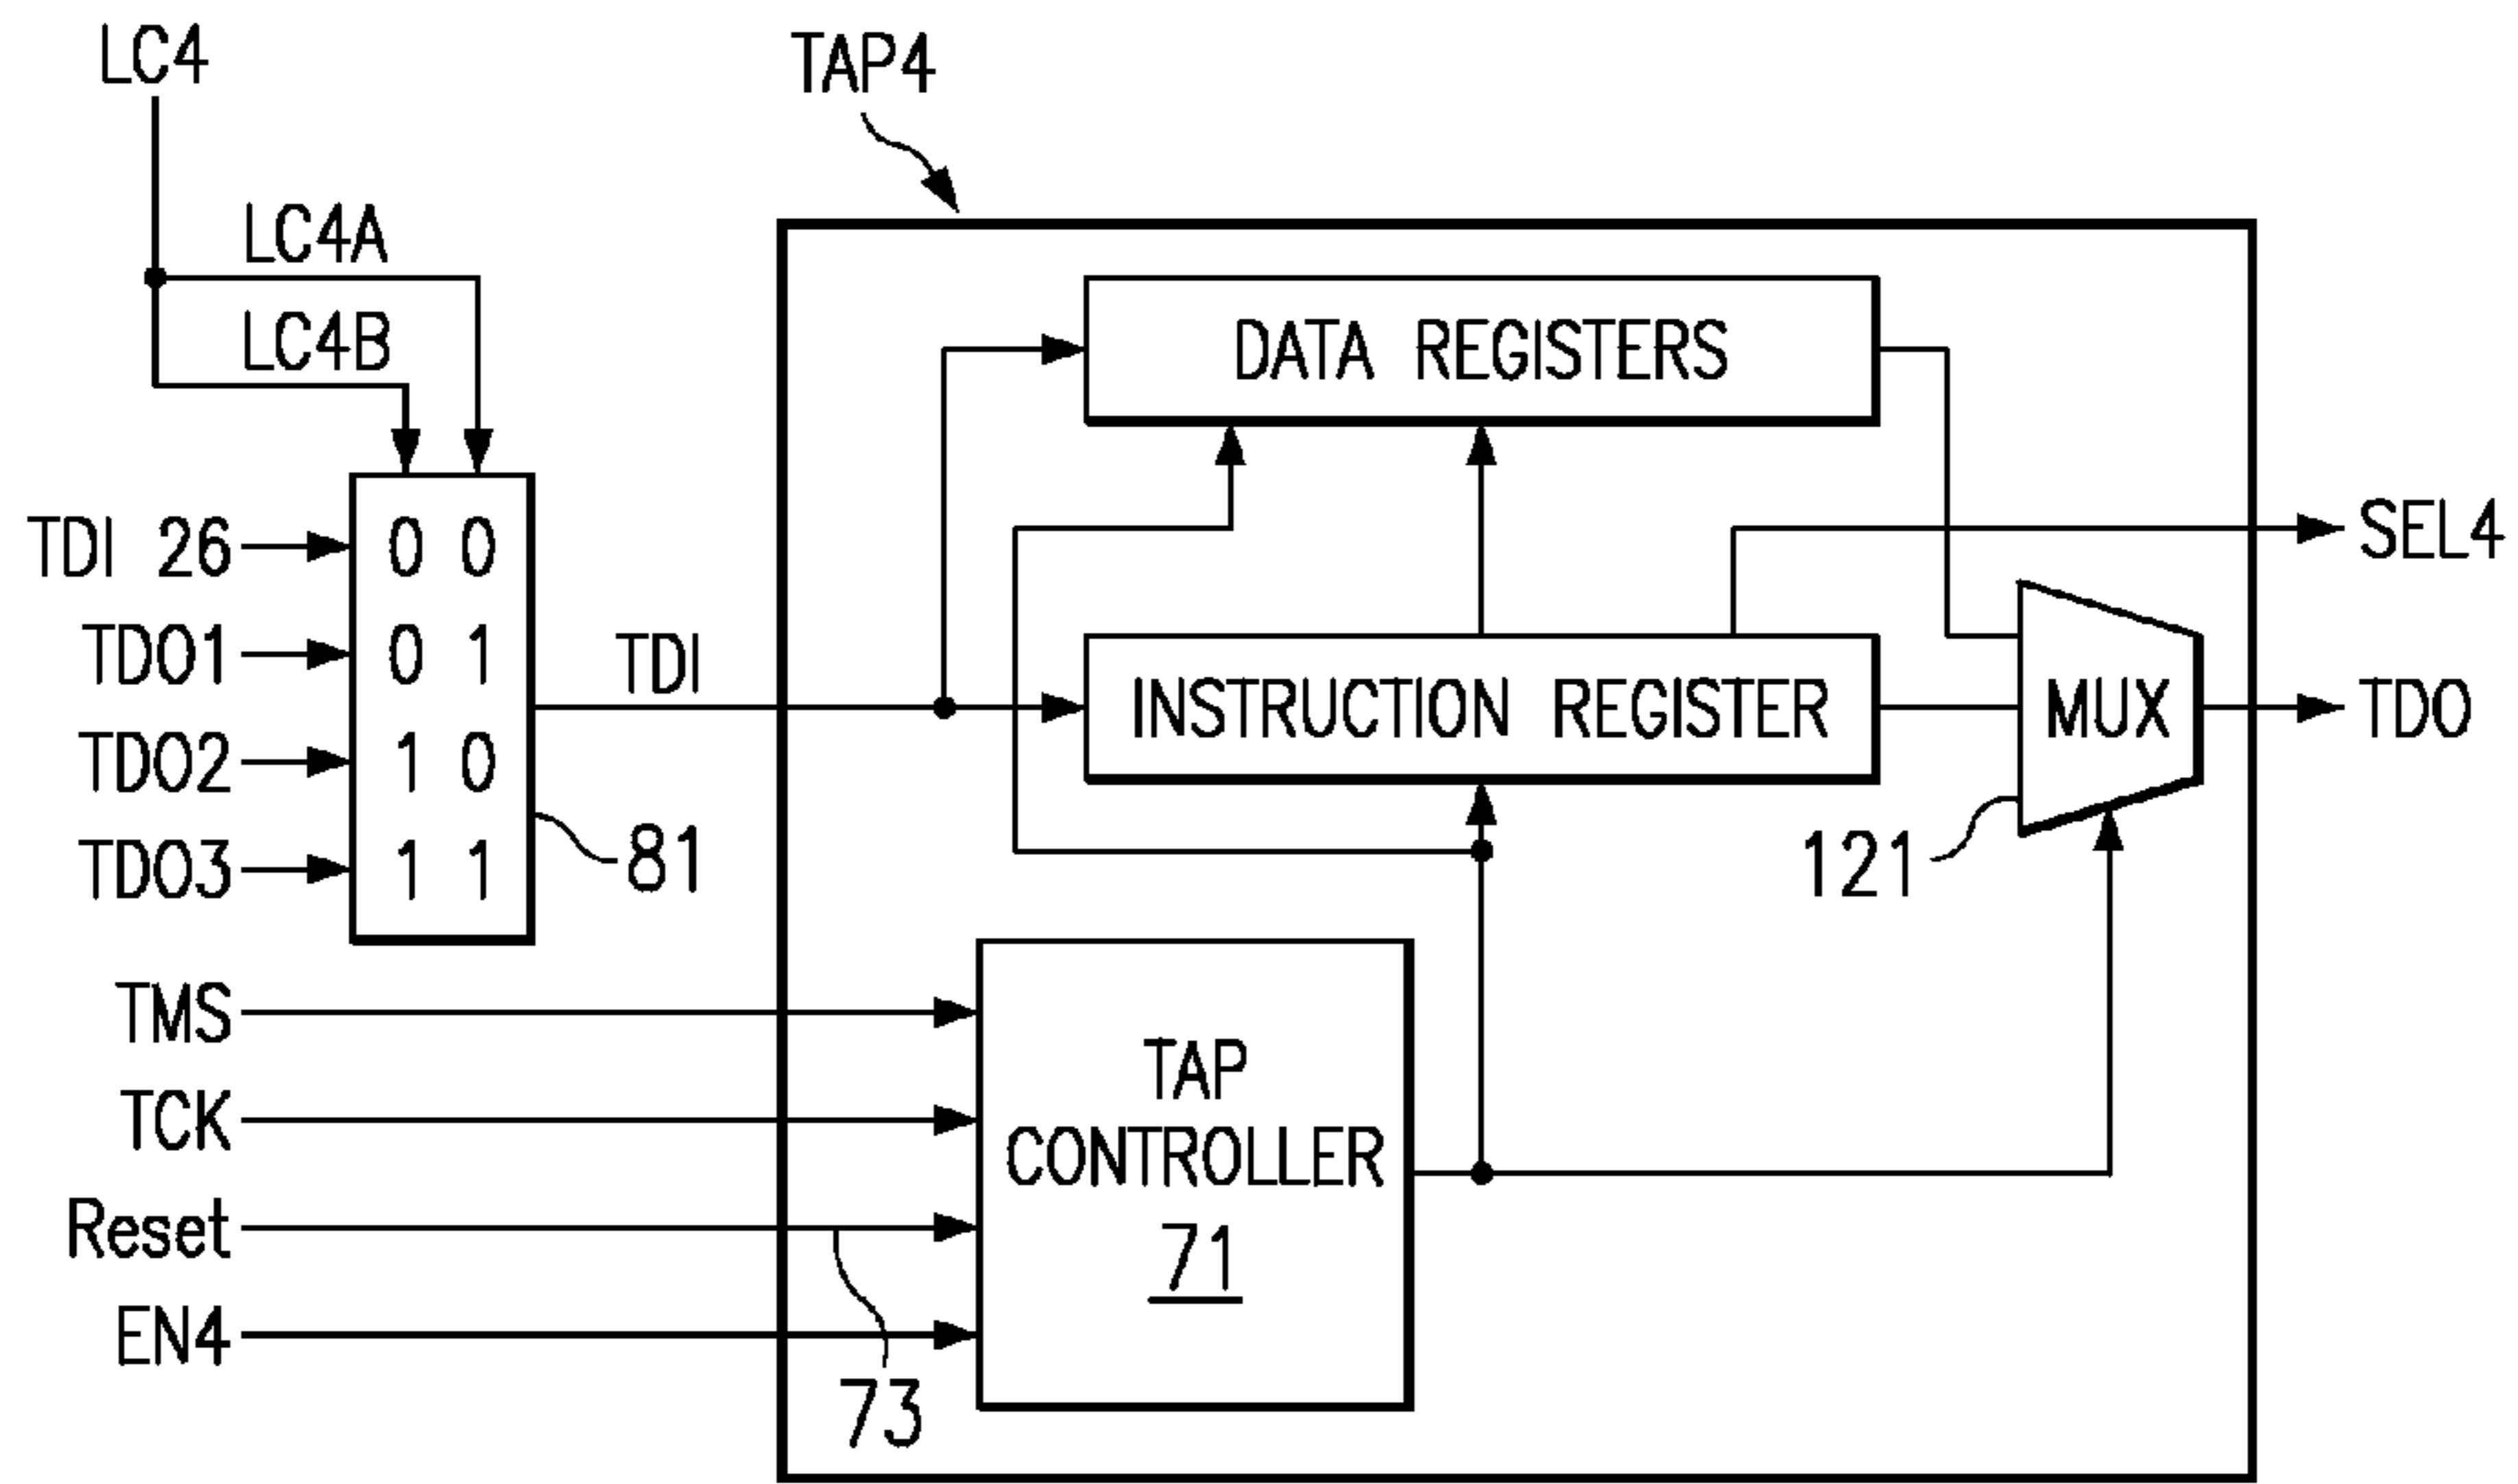 LC4
TAP4
LC4A
LC4B
DATA REGISTERS
TDI 26
0 0
SEL4
TDO1
0 1
TDI
INSTRUCTION REGISTER
MUX
TDO
TDO2
1 0
TDO3
1 1
81
121
TMS
TAP
CONTROLLER
71
TCK
Reset
EN4
73